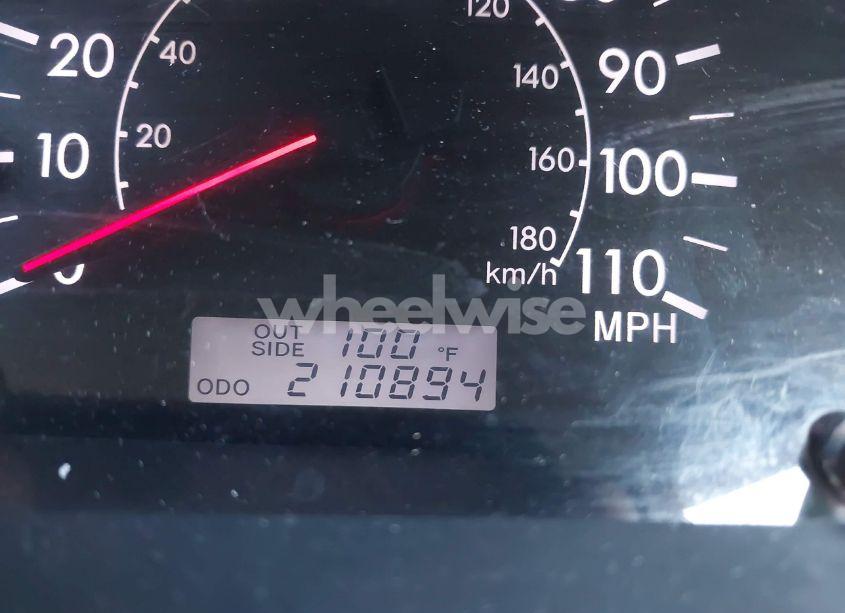 120
20 40 140 90
10 20 160 100
180
0 km/h 110
wheelwise
MPH
OUT
SIDE 100 °F
ODO 210894